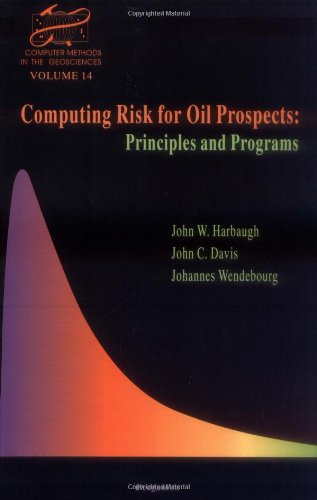 COMPUTER METHODS
IN THE GEOSCIENCES
VOLUME 14
Computing Risk for Oil Prospects:
Principles and Programs
John W. Harbaugh
John C. Davis
Johannes Wendebourg